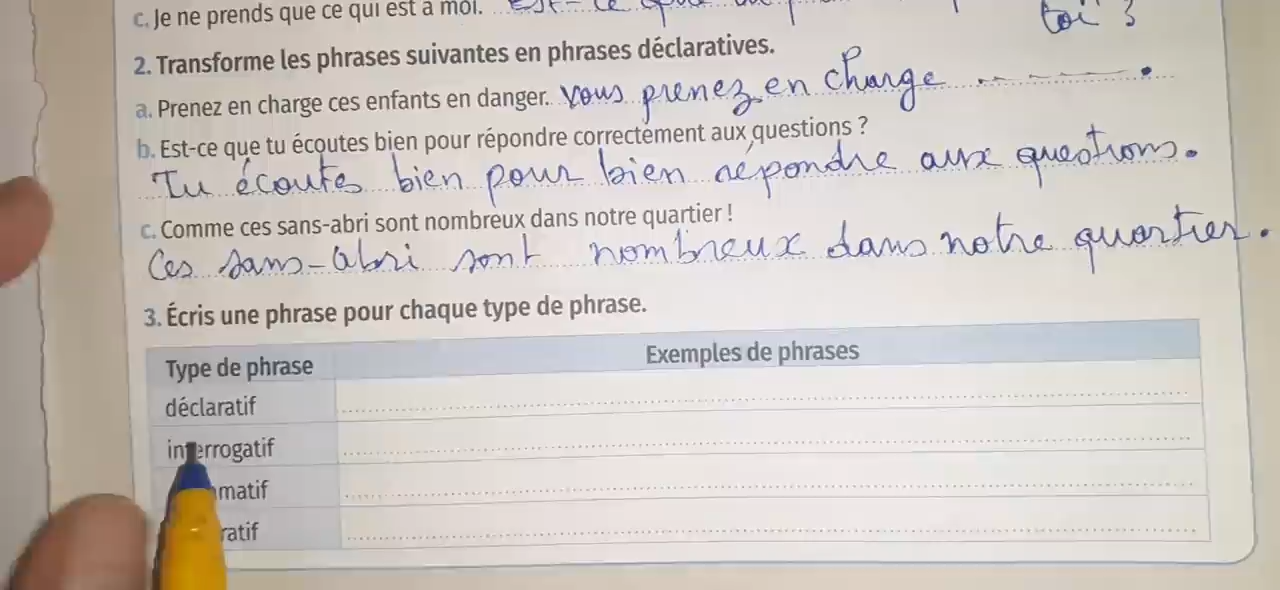 c. Je ne prends que ce qui est à moi. Est-ce que
toi ?
2. Transforme les phrases suivantes en phrases déclaratives.
a. Prenez en charge ces enfants en danger. Vous prenez en charge
b. Est-ce que tu écoutes bien pour répondre correctement aux questions ?
Tu écoutes bien pour bien répondre aux questions.
c. Comme ces sans-abri sont nombreux dans notre quartier !
Ces sans-abri sont nombreux dans notre quartier.
3. Écris une phrase pour chaque type de phrase.
Type de phrase Exemples de phrases
déclaratif
interrogatif
matif
ratif